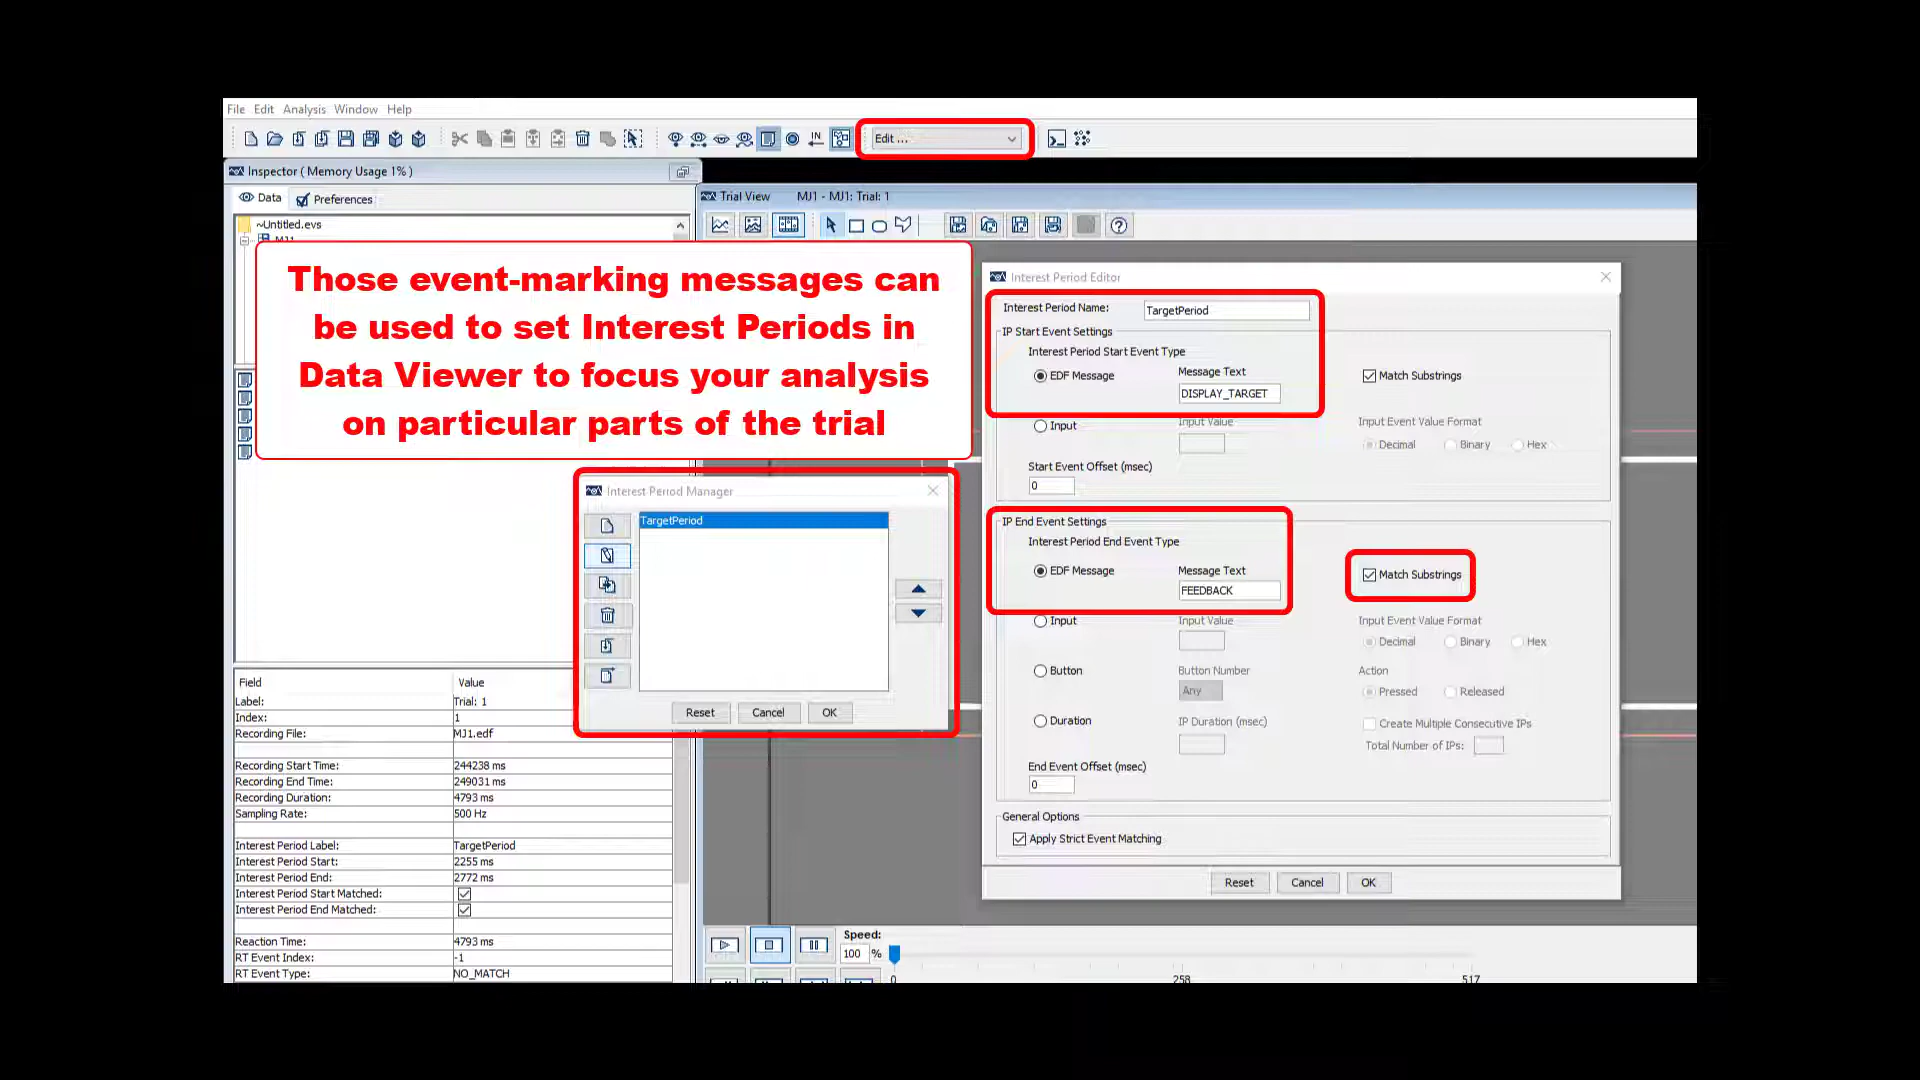 File Edit Analysis Window Help
IN
Edit ...
Inspector ( Memory Usage 1% )
Data Preferences
~Untitled.evs
Trial View MJ1 - MJ1: Trial: 1
Those event-marking messages can
be used to set Interest Periods in
Data Viewer to focus your analysis
on particular parts of the trial
Interest Period Manager
TargetPeriod
Reset Cancel OK
Interest Period Editor
Interest Period Name: TargetPeriod
IP Start Event Settings
Interest Period Start Event Type
EDF Message Message Text Match Substrings
DISPLAY_TARGET
Input Input Value Input Event Value Format
Decimal Binary Hex
Start Event Offset (msec)
0
IP End Event Settings
Interest Period End Event Type
EDF Message Message Text Match Substrings
FEEDBACK
Input Input Value Input Event Value Format
Decimal Binary Hex
Button Button Number Action
Any Pressed Released
Duration IP Duration (msec) Create Multiple Consecutive IPs
Total Number of IPs:
End Event Offset (msec)
0
General Options
Apply Strict Event Matching
Reset Cancel OK
Field Value
Label: Trial: 1
Index: 1
Recording File: MJ1.edf
Recording Start Time: 244238 ms
Recording End Time: 249031 ms
Recording Duration: 4793 ms
Sampling Rate: 500 Hz
Interest Period Label: TargetPeriod
Interest Period Start: 2255 ms
Interest Period End: 2772 ms
Interest Period Start Matched:
Interest Period End Matched:
Reaction Time: 4793 ms
RT Event Index: -1
RT Event Type: NO_MATCH
Speed:
100 %
0 258 517